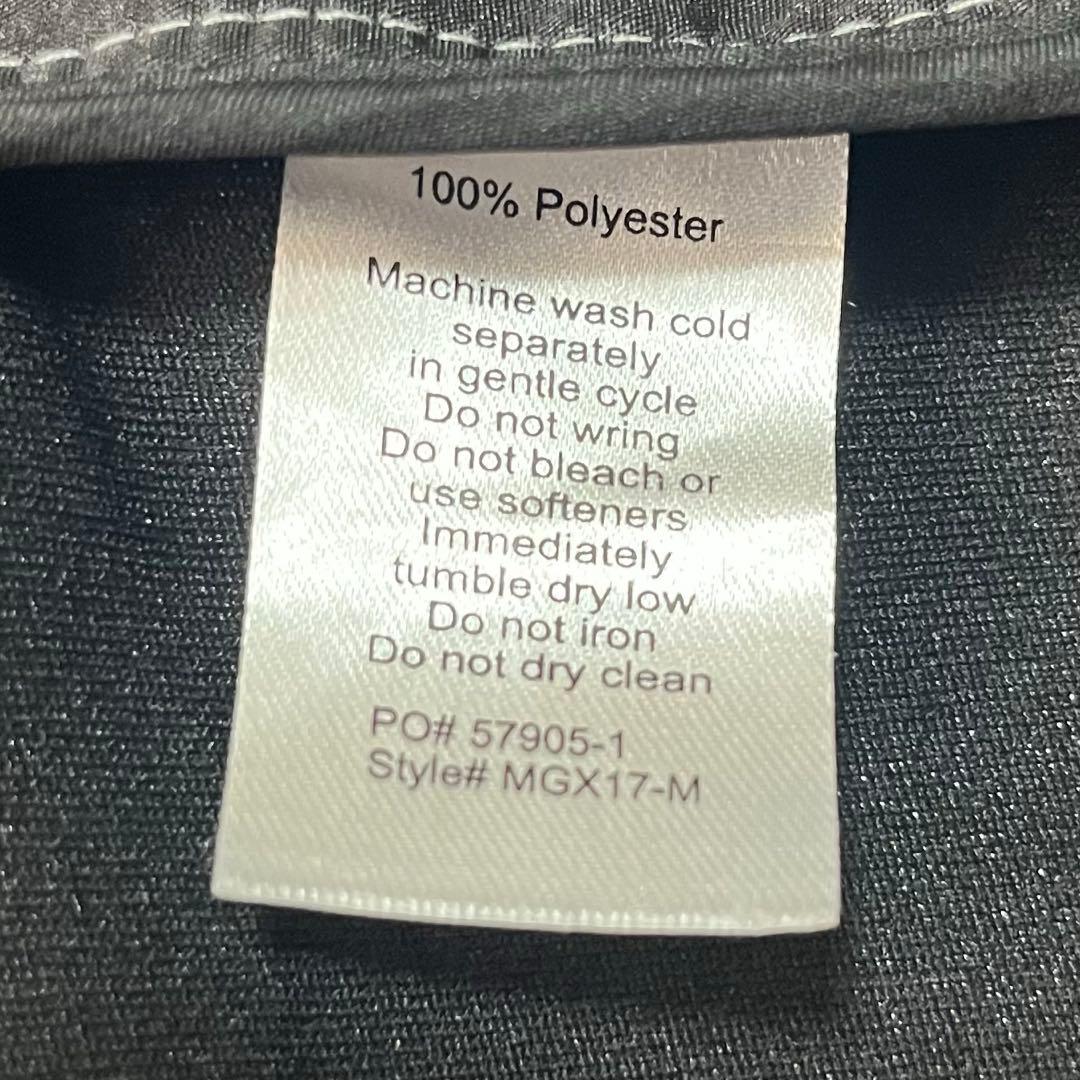 100% Polyester
Machine wash cold
separately
in gentle cycle
Do not wring
Do not bleach or
use softeners
Immediately
tumble dry low
Do not iron
Do not dry clean
PO# 57905-1
Style# MGX17-M